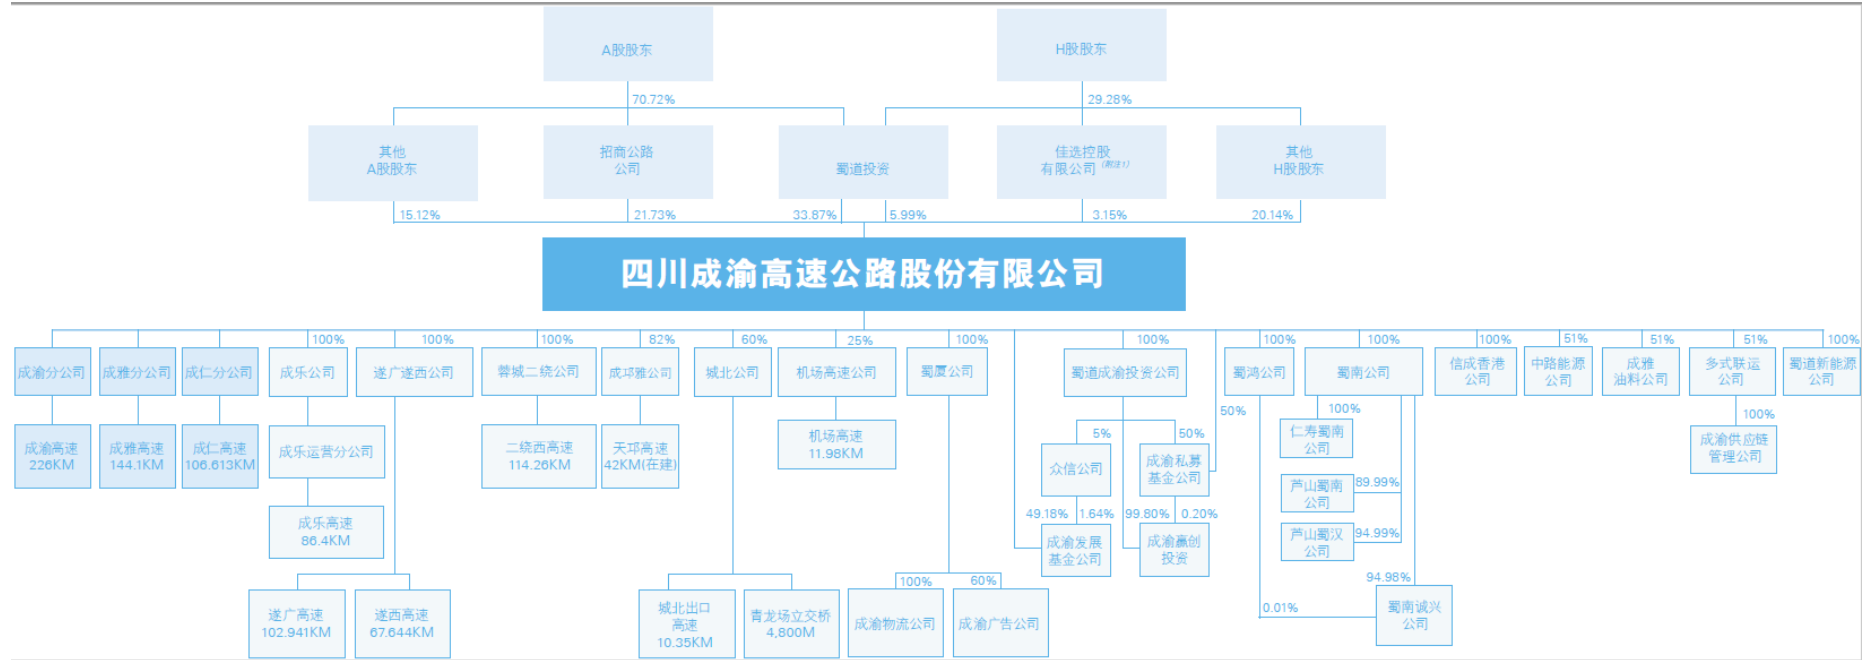 A股股东
H股股东
70.72%
29.28%
其他
A股股东
招商公路
公司
蜀道投资
佳选控股
有限公司（附注1）
其他
H股股东
15.12%
21.73%
33.87%
5.99%
3.15%
20.14%
四川成渝高速公路股份有限公司
100%
100%
100%
82%
60%
25%
100%
100%
100%
100%
100%
51%
51%
51%
100%
成渝分公司
成雅分公司
成仁分公司
成乐公司
遂广遂西公司
蓉城二绕公司
成邛雅公司
城北公司
机场高速公司
蜀厦公司
蜀道成渝投资公司
蜀鸿公司
蜀南公司
信成香港
公司
中路能源
公司
成雅
油料公司
多式联运
公司
蜀道新能源
公司
50%
100%
100%
成渝高速
226KM
成雅高速
144.1KM
成仁高速
106.613KM
成乐运营分公司
二绕西高速
114.26KM
天邛高速
42KM(在建)
机场高速
11.98KM
5%
50%
众信公司
成渝私募
基金公司
仁寿蜀南
公司
成渝供应链
管理公司
芦山蜀南
公司
89.99%
成乐高速
86.4KM
49.18%
1.64%
99.80%
0.20%
成渝发展
基金公司
成渝赢创
投资
芦山蜀汉
公司
94.99%
100%
60%
94.98%
0.01%
遂广高速
102.941KM
遂西高速
67.644KM
城北出口
高速
10.35KM
青龙场立交桥
4,800M
成渝物流公司
成渝广告公司
蜀南诚兴
公司